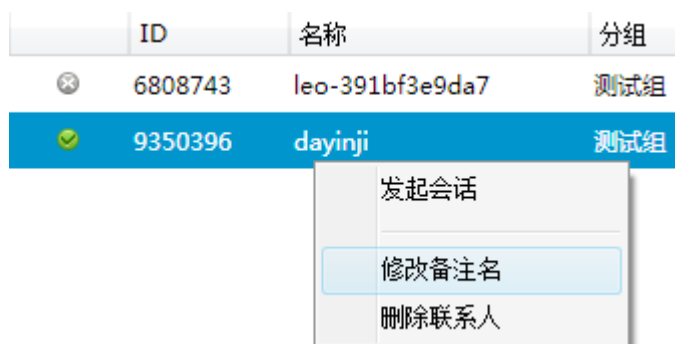 ID 名称 分组
6808743 leo-391bf3e9da7 测试组
9350396 dayinji 测试组
发起会话
修改备注名
删除联系人